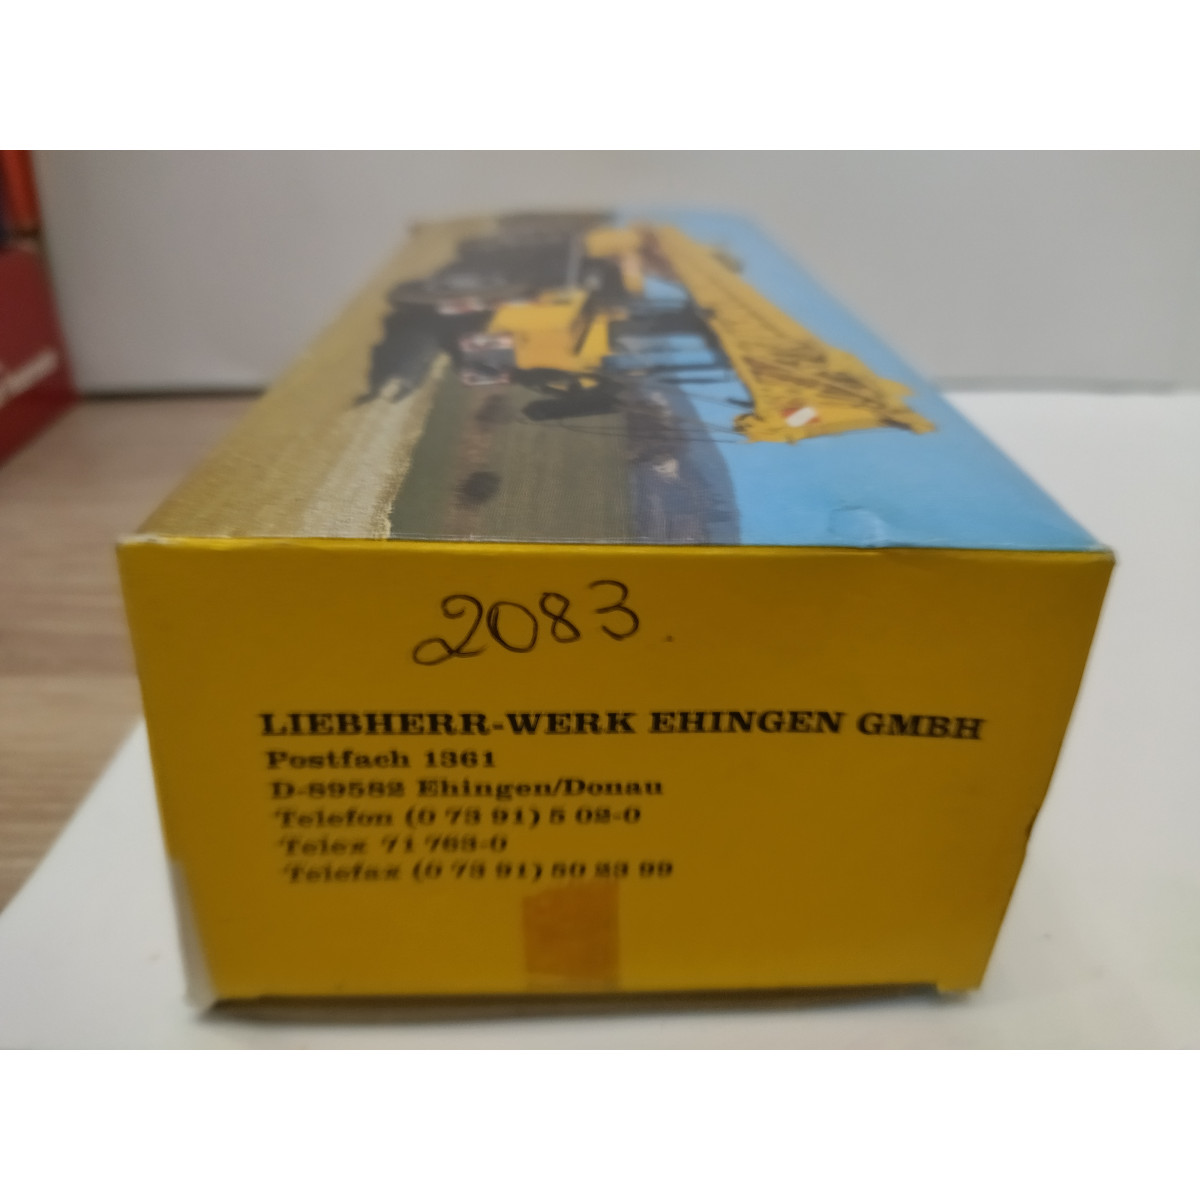 2083
LIEBHERR-WERK EHINGEN GMBH
Postfach 1361
D-89582 Ehingen/Donau
Telefon (0 73 91) 5 02-0
Telex 71 763-0
Telefax (0 73 91) 50 23 99